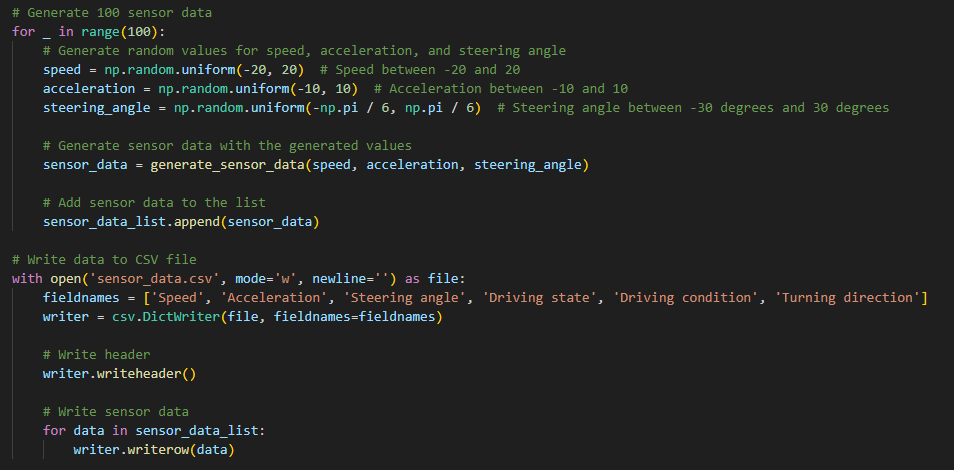 # Generate 100 sensor data
for _ in range(100):
    # Generate random values for speed, acceleration, and steering angle
    speed = np.random.uniform(-20, 20)  # Speed between -20 and 20
    acceleration = np.random.uniform(-10, 10)  # Acceleration between -10 and 10
    steering_angle = np.random.uniform(-np.pi / 6, np.pi / 6)  # Steering angle between -30 degrees and 30 degrees

    # Generate sensor data with the generated values
    sensor_data = generate_sensor_data(speed, acceleration, steering_angle)

    # Add sensor data to the list
    sensor_data_list.append(sensor_data)

# Write data to CSV file
with open('sensor_data.csv', mode='w', newline='') as file:
    fieldnames = ['Speed', 'Acceleration', 'Steering angle', 'Driving state', 'Driving condition', 'Turning direction']
    writer = csv.DictWriter(file, fieldnames=fieldnames)

    # Write header
    writer.writeheader()

    # Write sensor data
    for data in sensor_data_list:
        writer.writerow(data)